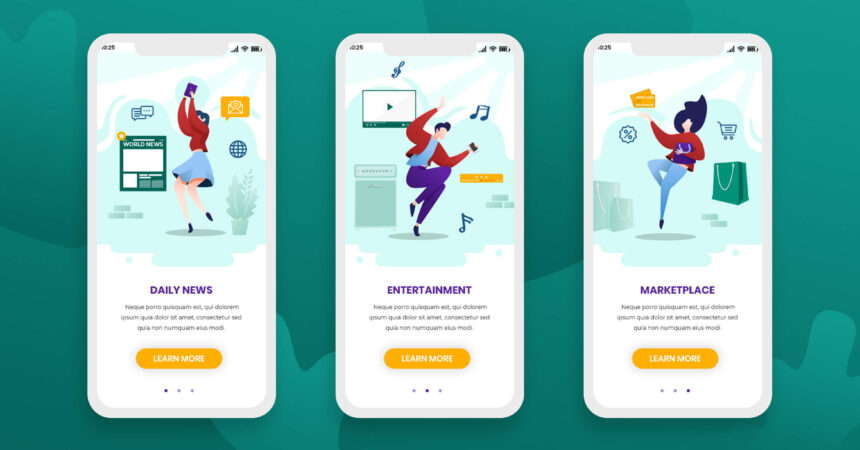 0:25
WORLD NEWS
DAILY NEWS
Neque porro quisquam est, qui dolorem
ipsum quia dolor sit amet, consectetur sed
quia non numquam eius modi.
LEARN MORE
0:25
ENTERTAINMENT
Neque porro quisquam est, qui dolorem
ipsum quia dolor sit amet, consectetur sed
quia non numquam eius modi.
LEARN MORE
0:25
MARKETPLACE
Neque porro quisquam est, qui dolorem
ipsum quia dolor sit amet, consectetur sed
quia non numquam eius modi.
LEARN MORE